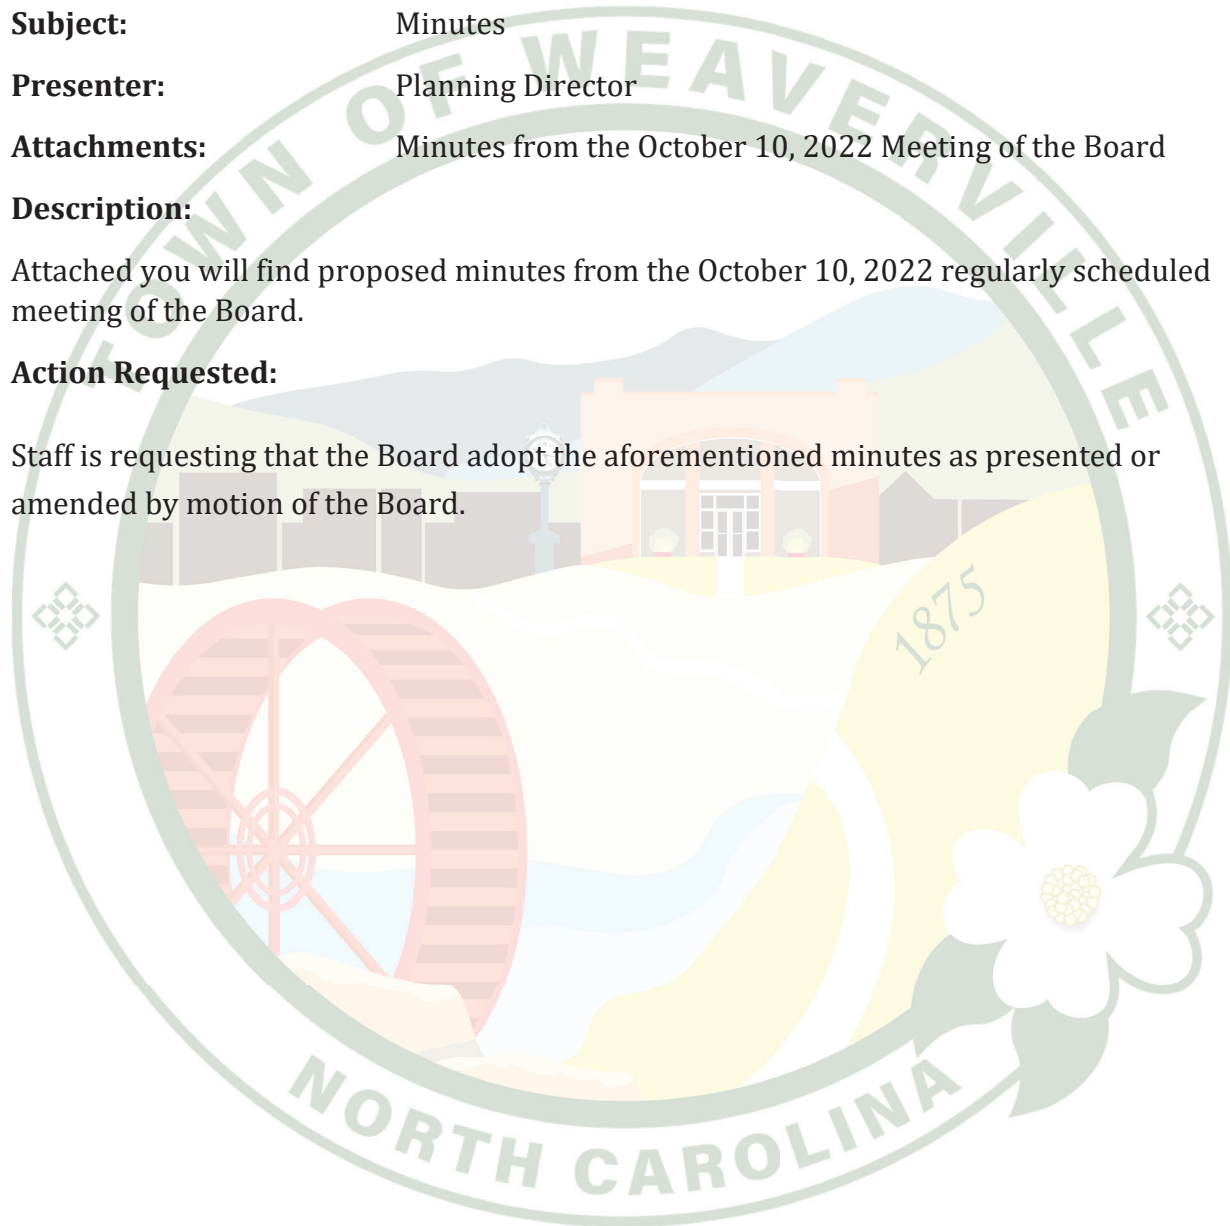 Subject: Minutes
Presenter: Planning Director
Attachments: Minutes from the October 10, 2022 Meeting of the Board
Description:
Attached you will find proposed minutes from the October 10, 2022 regularly scheduled
meeting of the Board.
Action Requested:
Staff is requesting that the Board adopt the aforementioned minutes as presented or
amended by motion of the Board.
TOWN OF WEAVERVILLE
1875
NORTH CAROLINA